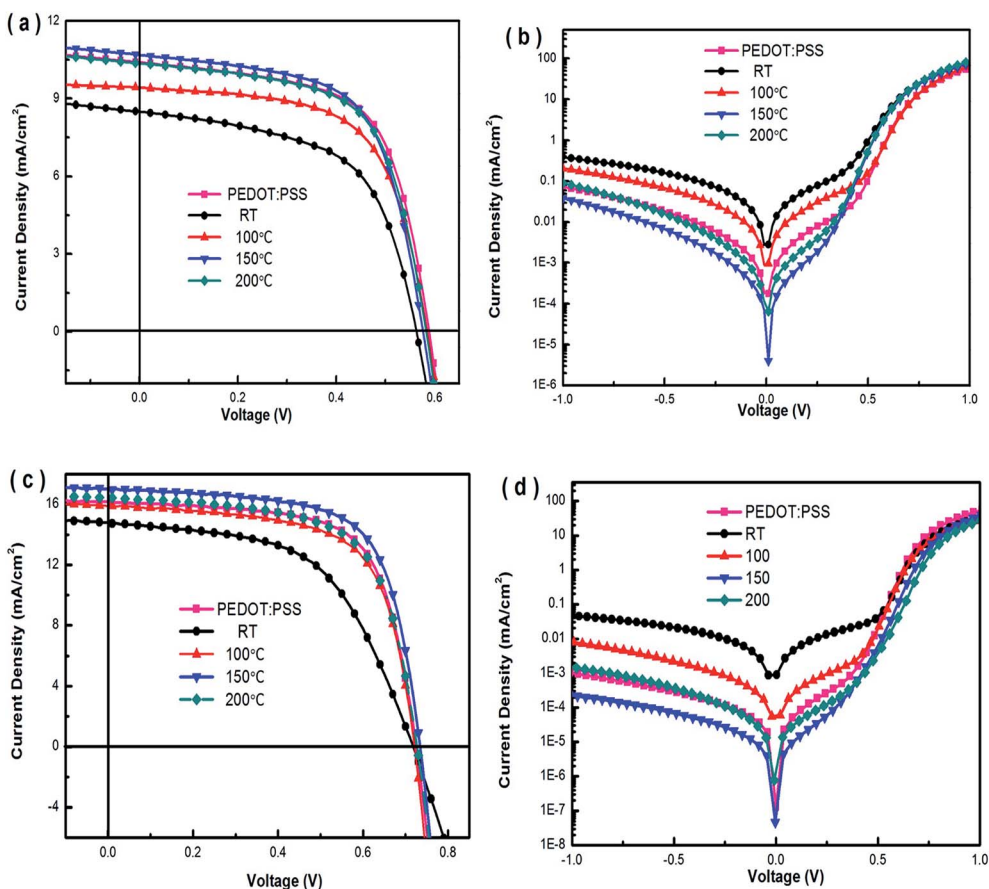 ( a )
12
9
6
3
0
Current Density (mA/cm²)
PEDOT:PSS
RT
100°C
150°C
200°C
0.0
0.2
0.4
0.6
Voltage (V)
( b )
100
10
1
0.1
0.01
1E-3
1E-4
1E-5
1E-6
Current Density (mA/cm²)
PEDOT:PSS
RT
100°C
150°C
200°C
-1.0
-0.5
0.0
0.5
1.0
Voltage (V)
( c )
16
12
8
4
0
-4
Current Density (mA/cm²)
PEDOT:PSS
RT
100°C
150°C
200°C
0.0
0.2
0.4
0.6
0.8
Voltage (V)
( d )
100
10
1
0.1
0.01
1E-3
1E-4
1E-5
1E-6
1E-7
1E-8
Current Density (mA/cm²)
PEDOT:PSS
RT
100
150
200
-1.0
-0.5
0.0
0.5
1.0
Voltage (V)